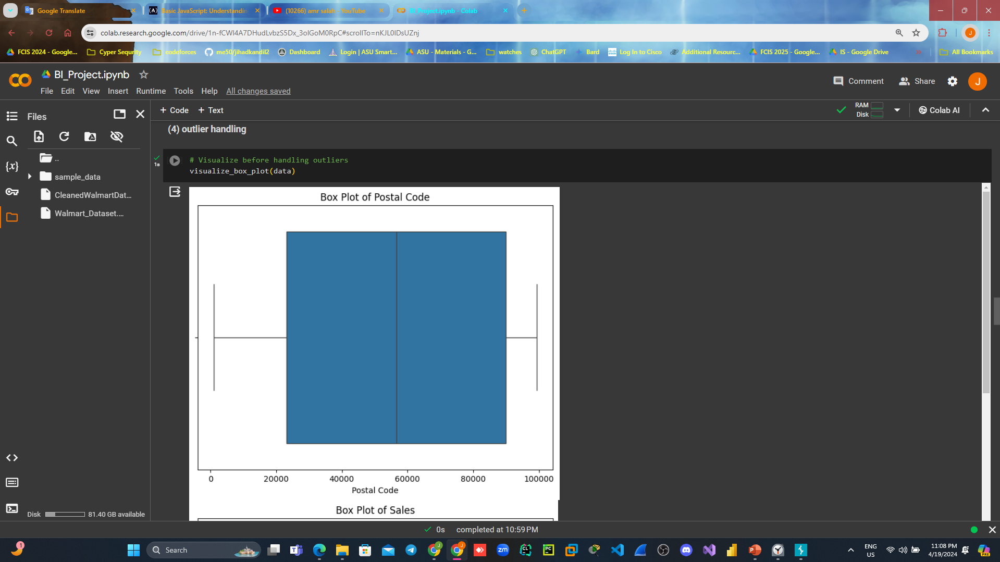 Google Translate
Basic JavaScript: Understandin
(10266) amr salah - YouTube
BI_Project.ipynb - Colab
colab.research.google.com/drive/1n-fCWI4A7DHudLvbzS5Dx_3oIGoM0RpC#scrollTo=nKJL0IDsUZnj
FCIS 2024 - Google...
Cyper Sequrity
codeforces
me50/jihadkandil2
Dashboard
Login | ASU Smart...
ASU - Materials - G...
watches
ChatGPT
Bard
Log In to Cisco
Additional Resourc...
FCIS 2025 - Google...
IS - Google Drive
All Bookmarks
BI_Project.ipynb
Comment
Share
J
File Edit View Insert Runtime Tools Help All changes saved
Files
+ Code + Text
RAM
Disk
Colab AI
(4) outlier handling
..
sample_data
CleanedWalmartDat...
Walmart_Dataset....
1s
# Visualize before handling outliers
visualize_box_plot(data)
Box Plot of Postal Code
0 20000 40000 60000 80000 100000
Postal Code
Box Plot of Sales
Disk 81.40 GB available
0s completed at 10:59 PM
1
Search
ENG
US
11:08 PM
4/19/2024